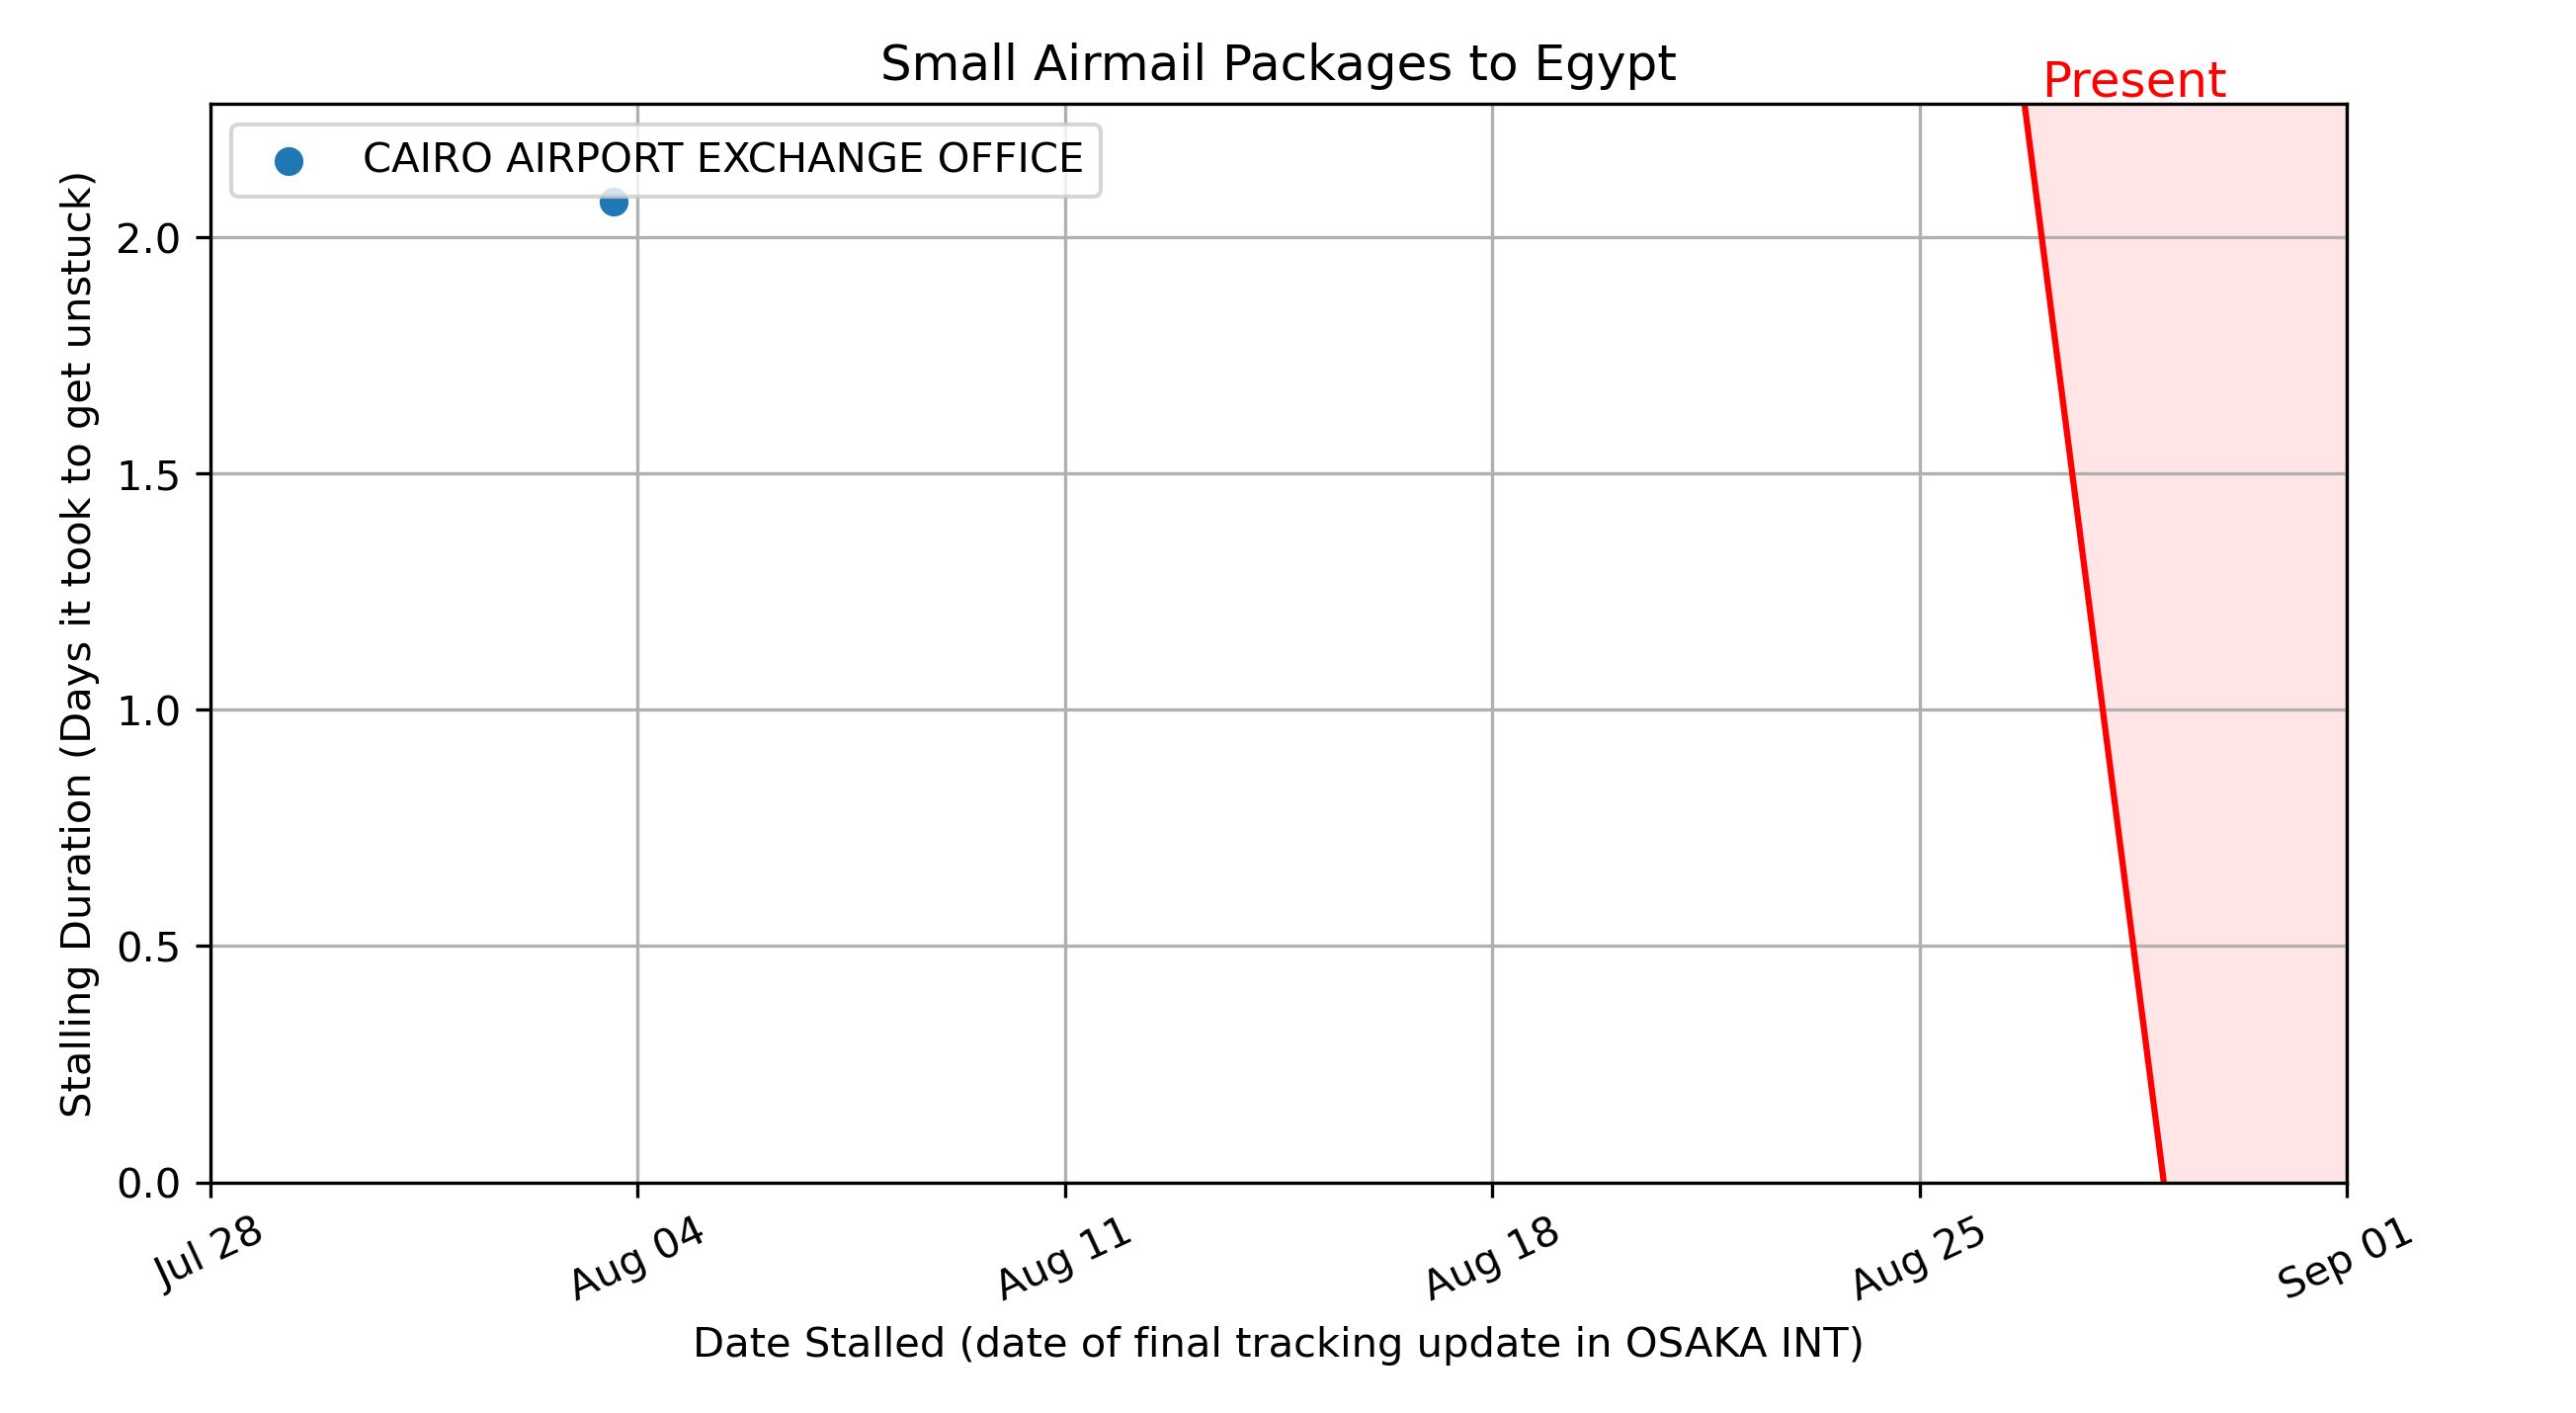 Small Airmail Packages to Egypt
Present
CAIRO AIRPORT EXCHANGE OFFICE
Stalling Duration (Days it took to get unstuck)
2.0
1.5
1.0
0.5
0.0
Jul 28
Aug 04
Aug 11
Aug 18
Aug 25
Sep 01
Date Stalled (date of final tracking update in OSAKA INT)